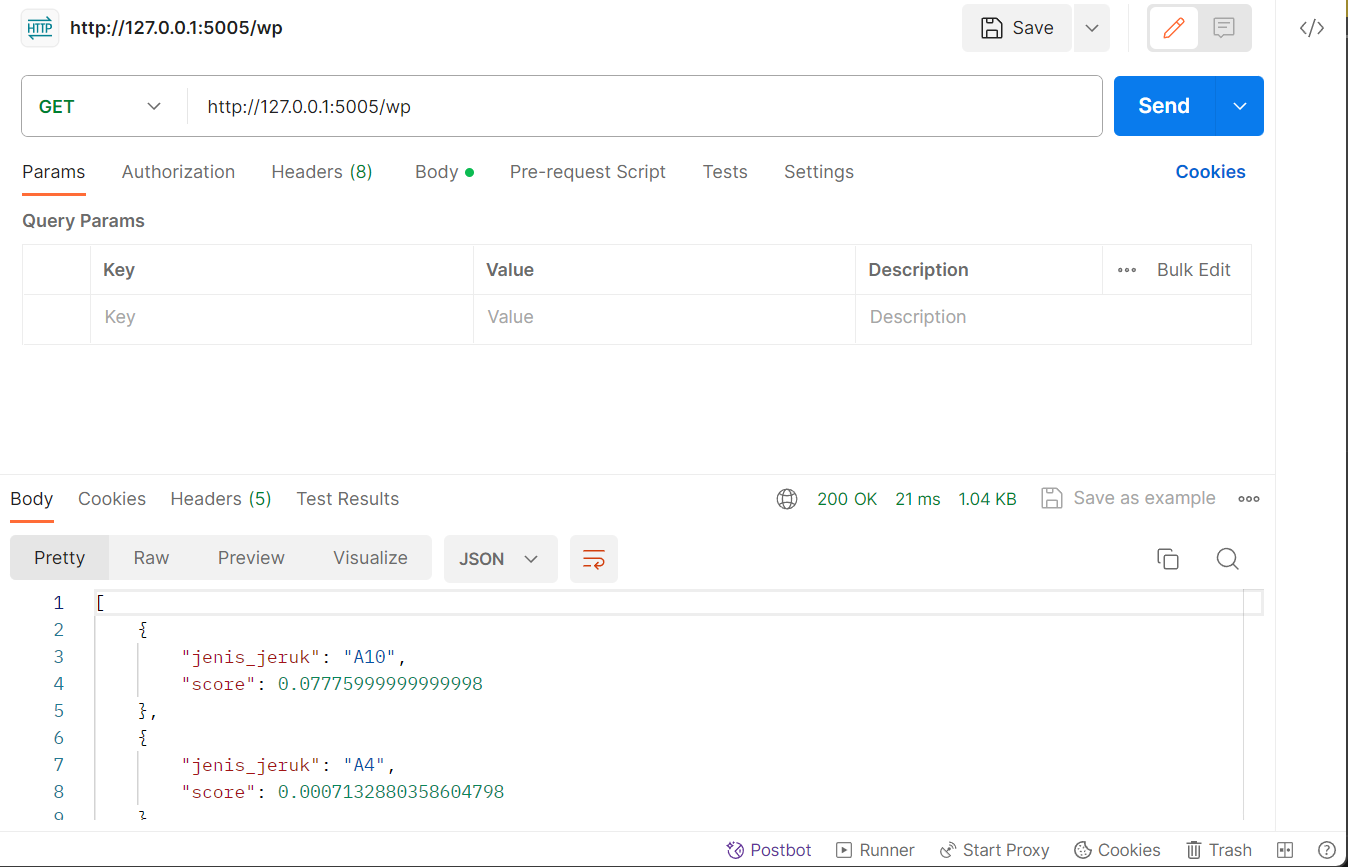 HTTP http://127.0.0.1:5005/wp Save
GET http://127.0.0.1:5005/wp Send
Params Authorization Headers (8) Body Pre-request Script Tests Settings Cookies
Query Params
Key Value Description Bulk Edit
Key Value Description
Body Cookies Headers (5) Test Results 200 OK 21 ms 1.04 KB Save as example
Pretty Raw Preview Visualize JSON
1 [
2 {
3 "jenis_jeruk": "A10",
4 "score": 0.07775999999999998
5 },
6 {
7 "jenis_jeruk": "A4",
8 "score": 0.0007132880358604798
9 }
Postbot Runner Start Proxy Cookies Trash